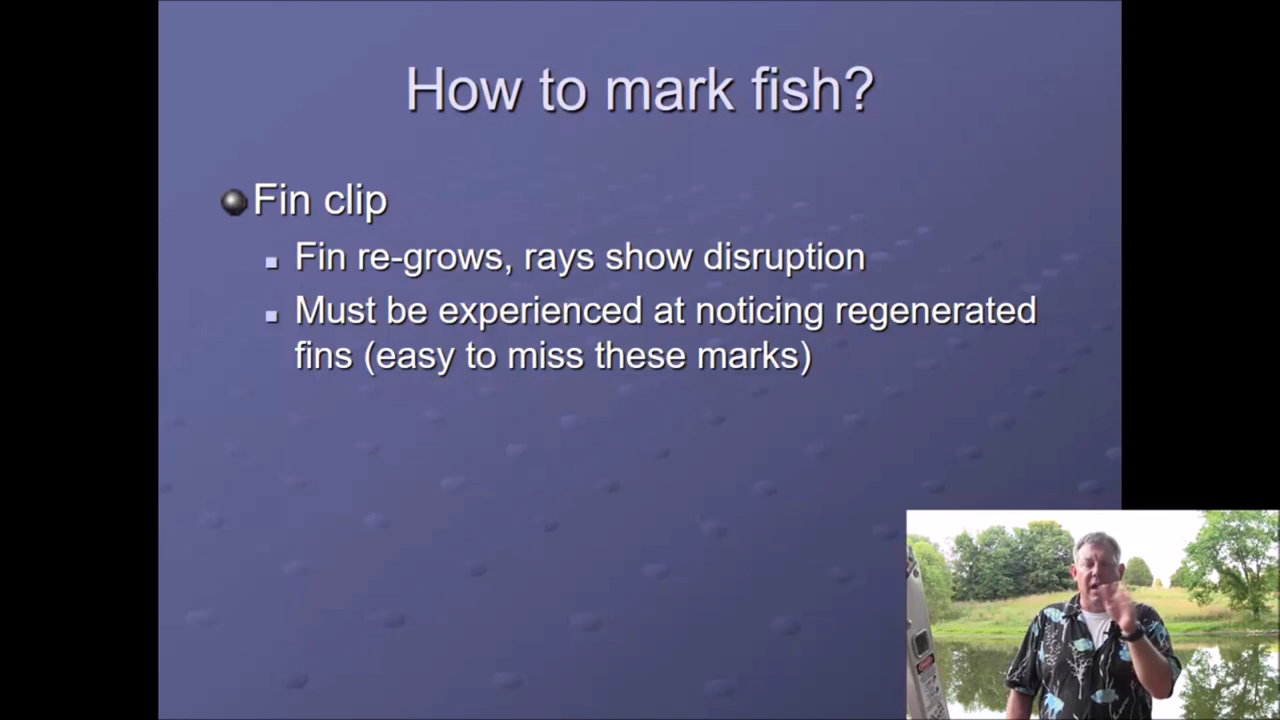 How to mark fish?
Fin clip
Fin re-grows, rays show disruption
Must be experienced at noticing regenerated
fins (easy to miss these marks)